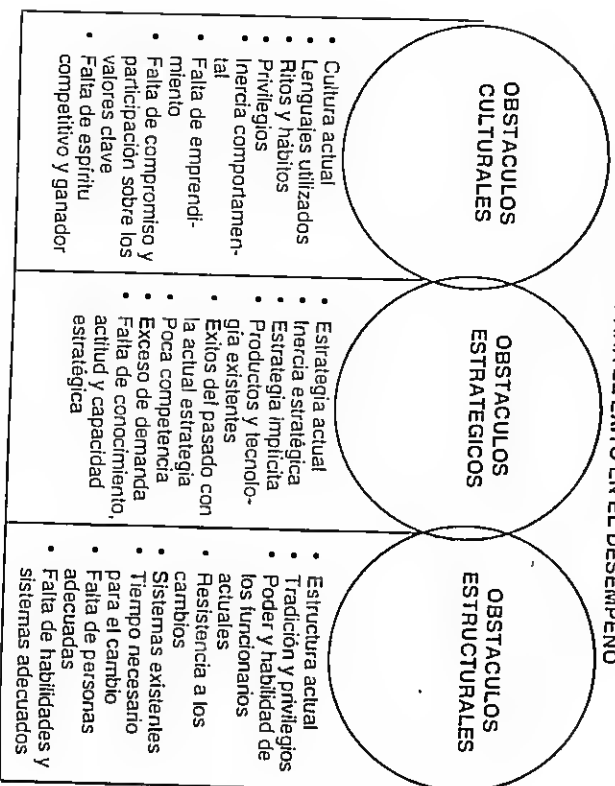 EN EL DESEMPEÑO
OBSTACULOS
CULTURALES
• Cultura actual
• Lenguajes utilizados
• Ritos y hábitos
• Privilegios
• Inercia comportamen-
tal
• Falta de emprendi-
miento
• Falta de compromiso y
participación sobre los
valores clave
• Falta de espíritu
competitivo y ganador
OBSTACULOS
ESTRATEGICOS
• Estrategia actual
• Inercia estratégica
• Estrategia implícita
• Productos y tecnolo-
gía existentes
• Exitos del pasado con
la actual estrategia
• Poca competencia
• Exceso de demanda
• Falta de conocimiento,
actitud y capacidad
estratégica
OBSTACULOS
ESTRUCTURALES
• Estructura actual
• Tradición y privilegios
• Poder y habilidad de
los funcionarios
actuales
• Resistencia a los
cambios
• Sistemas existentes
• Tiempo necesario
para el cambio
• Falta de personas
adecuadas
• Falta de habilidades y
sistemas adecuados